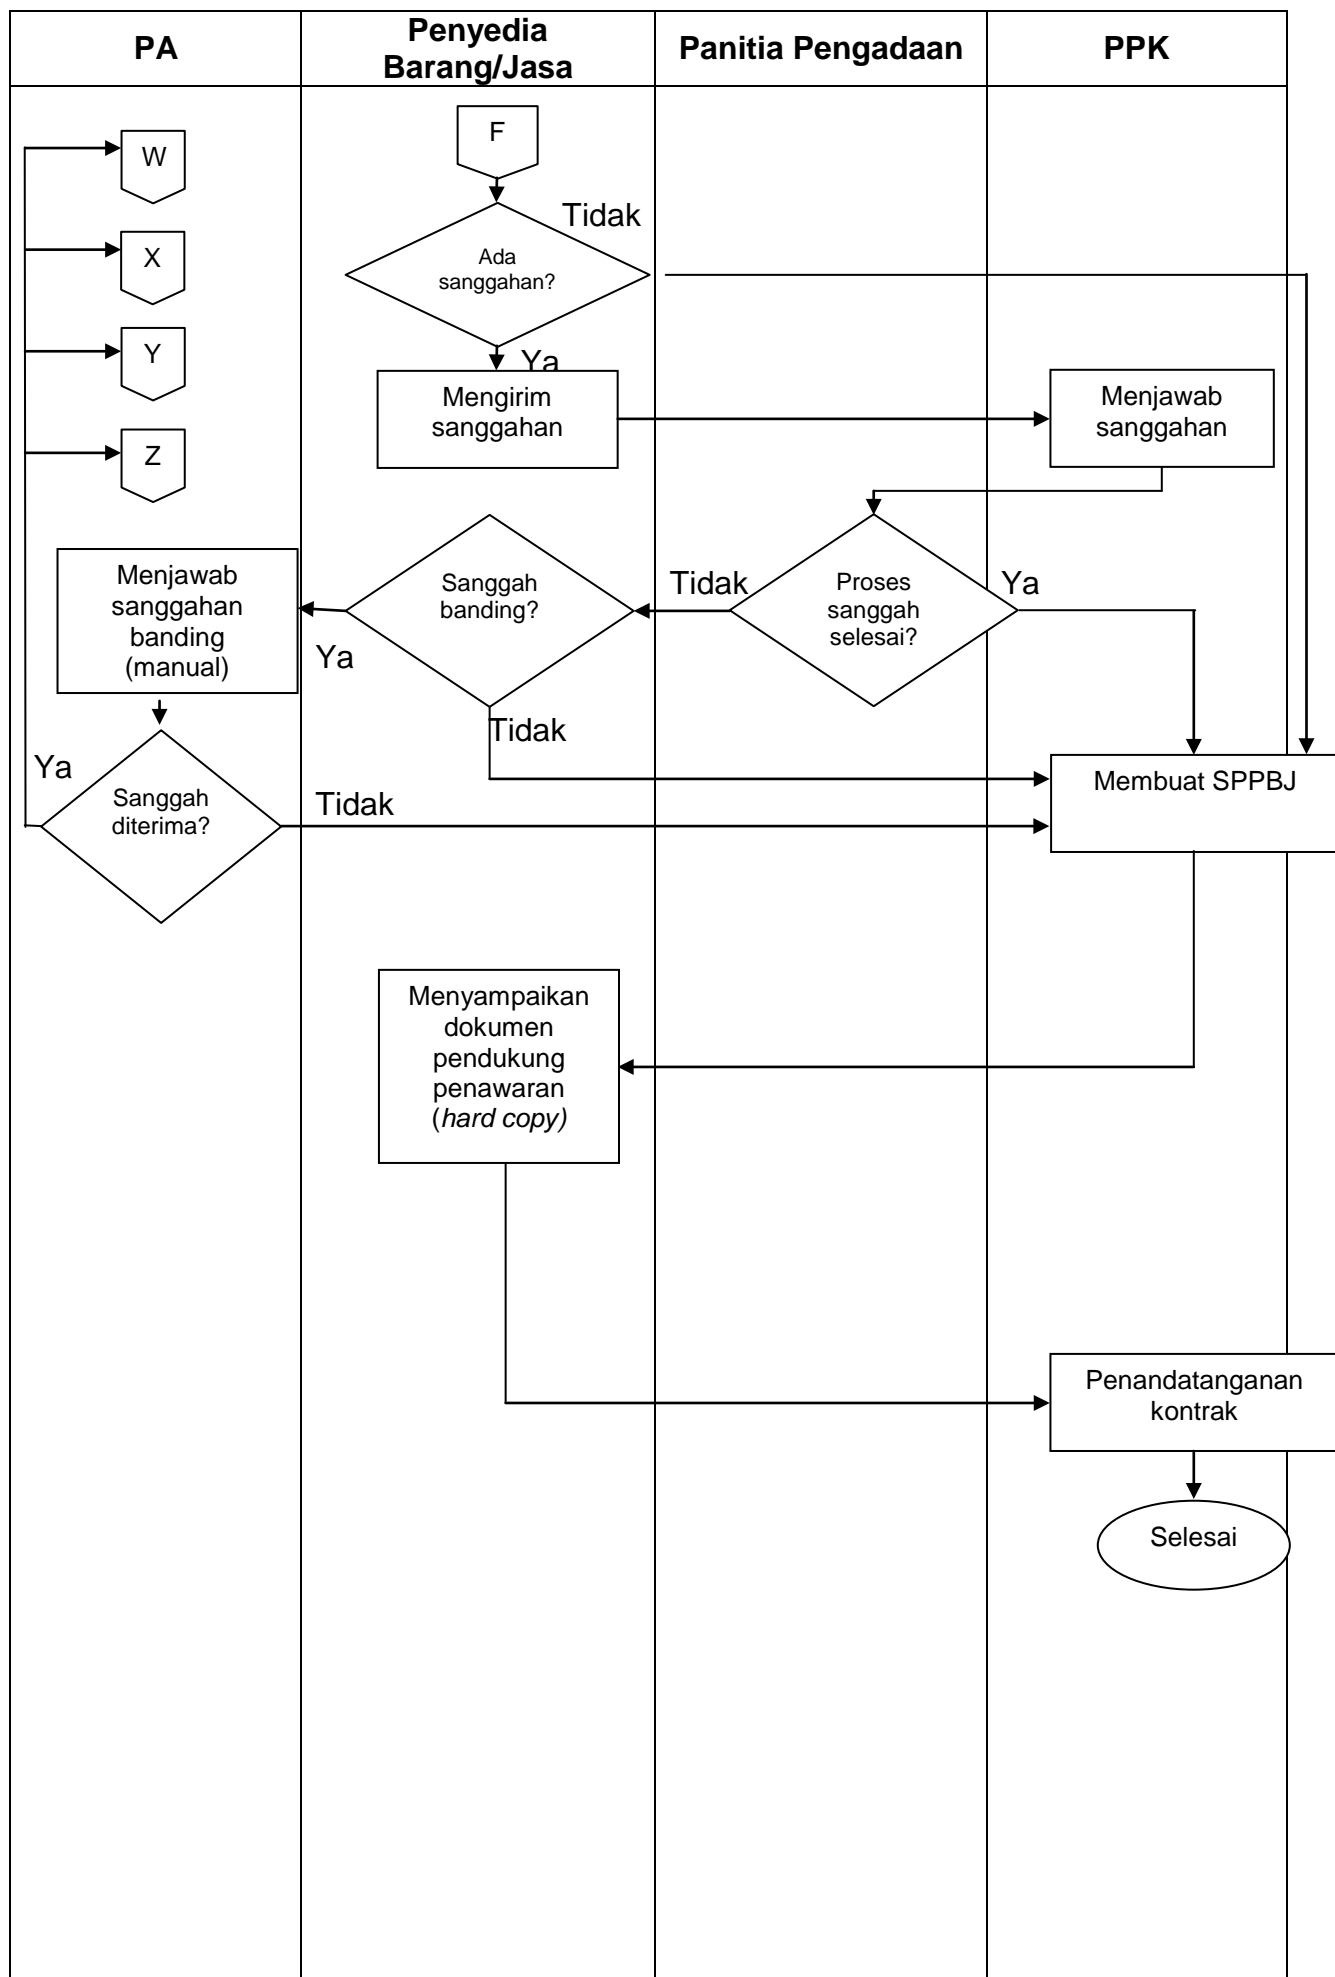 PA
Penyedia
Barang/Jasa
Panitia Pengadaan
PPK
F
W
Tidak
Ada
sanggahan?
X
Y
Ya
Mengirim
sanggahan
Menjawab
sanggahan
Z
Menjawab
sanggahan
banding
(manual)
Sanggah
banding?
Tidak
Proses
sanggah
selesai?
Ya
Ya
Tidak
Ya
Sanggah
diterima?
Tidak
Membuat SPPBJ
Menyampaikan
dokumen
pendukung
penawaran
(hard copy)
Penandatanganan
kontrak
Selesai